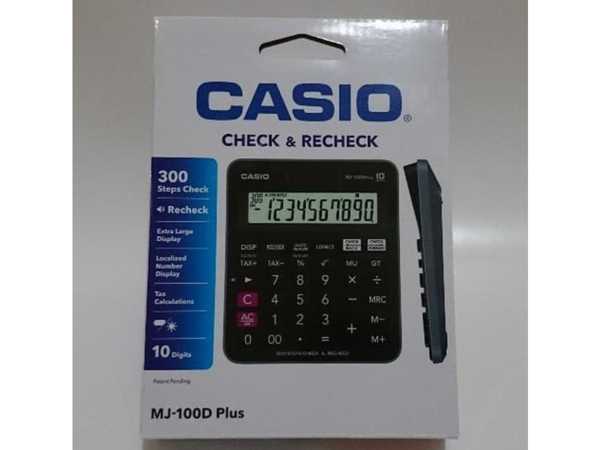 CASIO®
CHECK & RECHECK
300
Steps Check
Recheck
Extra Large
Display
Localized
Number
Display
Tax
Calculations
10 Digits
Patent Pending
MJ-100D Plus
CASIO
-1234567890
DISP
TAX+ TAX− % √ MU GT
7 8 9 × ÷
C 4 5 6 − MRC
AC 1 2 3 + M−
0 00 • = M+